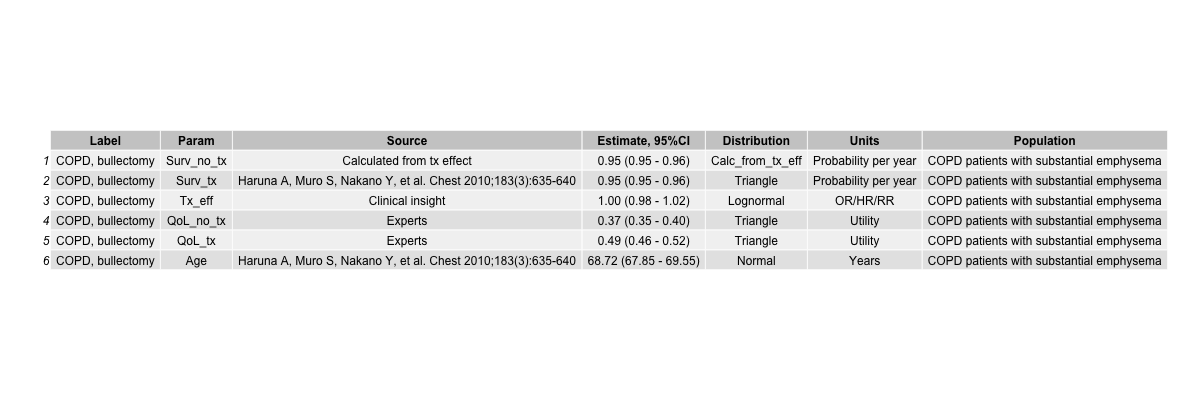 Label Param Source Estimate, 95%CI Distribution Units Population
1 COPD, bullectomy Surv_no_tx Calculated from tx effect 0.95 (0.95 - 0.96) Calc_from_tx_eff Probability per year COPD patients with substantial emphysema
2 COPD, bullectomy Surv_tx Haruna A, Muro S, Nakano Y, et al. Chest 2010;183(3):635-640 0.95 (0.95 - 0.96) Triangle Probability per year COPD patients with substantial emphysema
3 COPD, bullectomy Tx_eff Clinical insight 1.00 (0.98 - 1.02) Lognormal OR/HR/RR COPD patients with substantial emphysema
4 COPD, bullectomy QoL_no_tx Experts 0.37 (0.35 - 0.40) Triangle Utility COPD patients with substantial emphysema
5 COPD, bullectomy QoL_tx Experts 0.49 (0.46 - 0.52) Triangle Utility COPD patients with substantial emphysema
6 COPD, bullectomy Age Haruna A, Muro S, Nakano Y, et al. Chest 2010;183(3):635-640 68.72 (67.85 - 69.55) Normal Years COPD patients with substantial emphysema